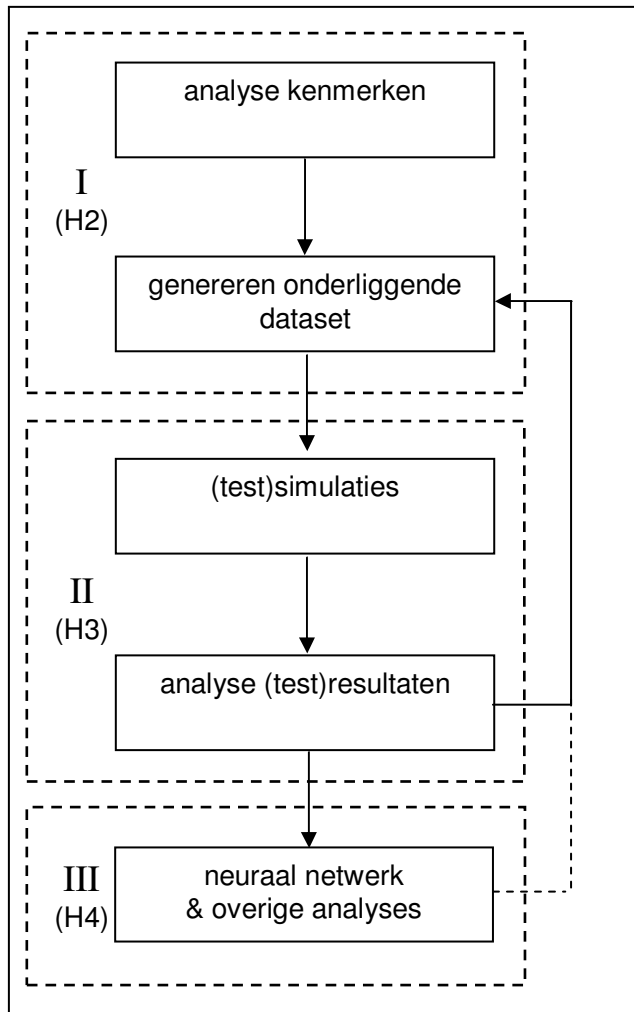 analyse kenmerken
I
(H2)
genereren onderliggende
dataset
(test)simulaties
II
(H3)
analyse (test)resultaten
III
(H4)
neuraal netwerk
& overige analyses